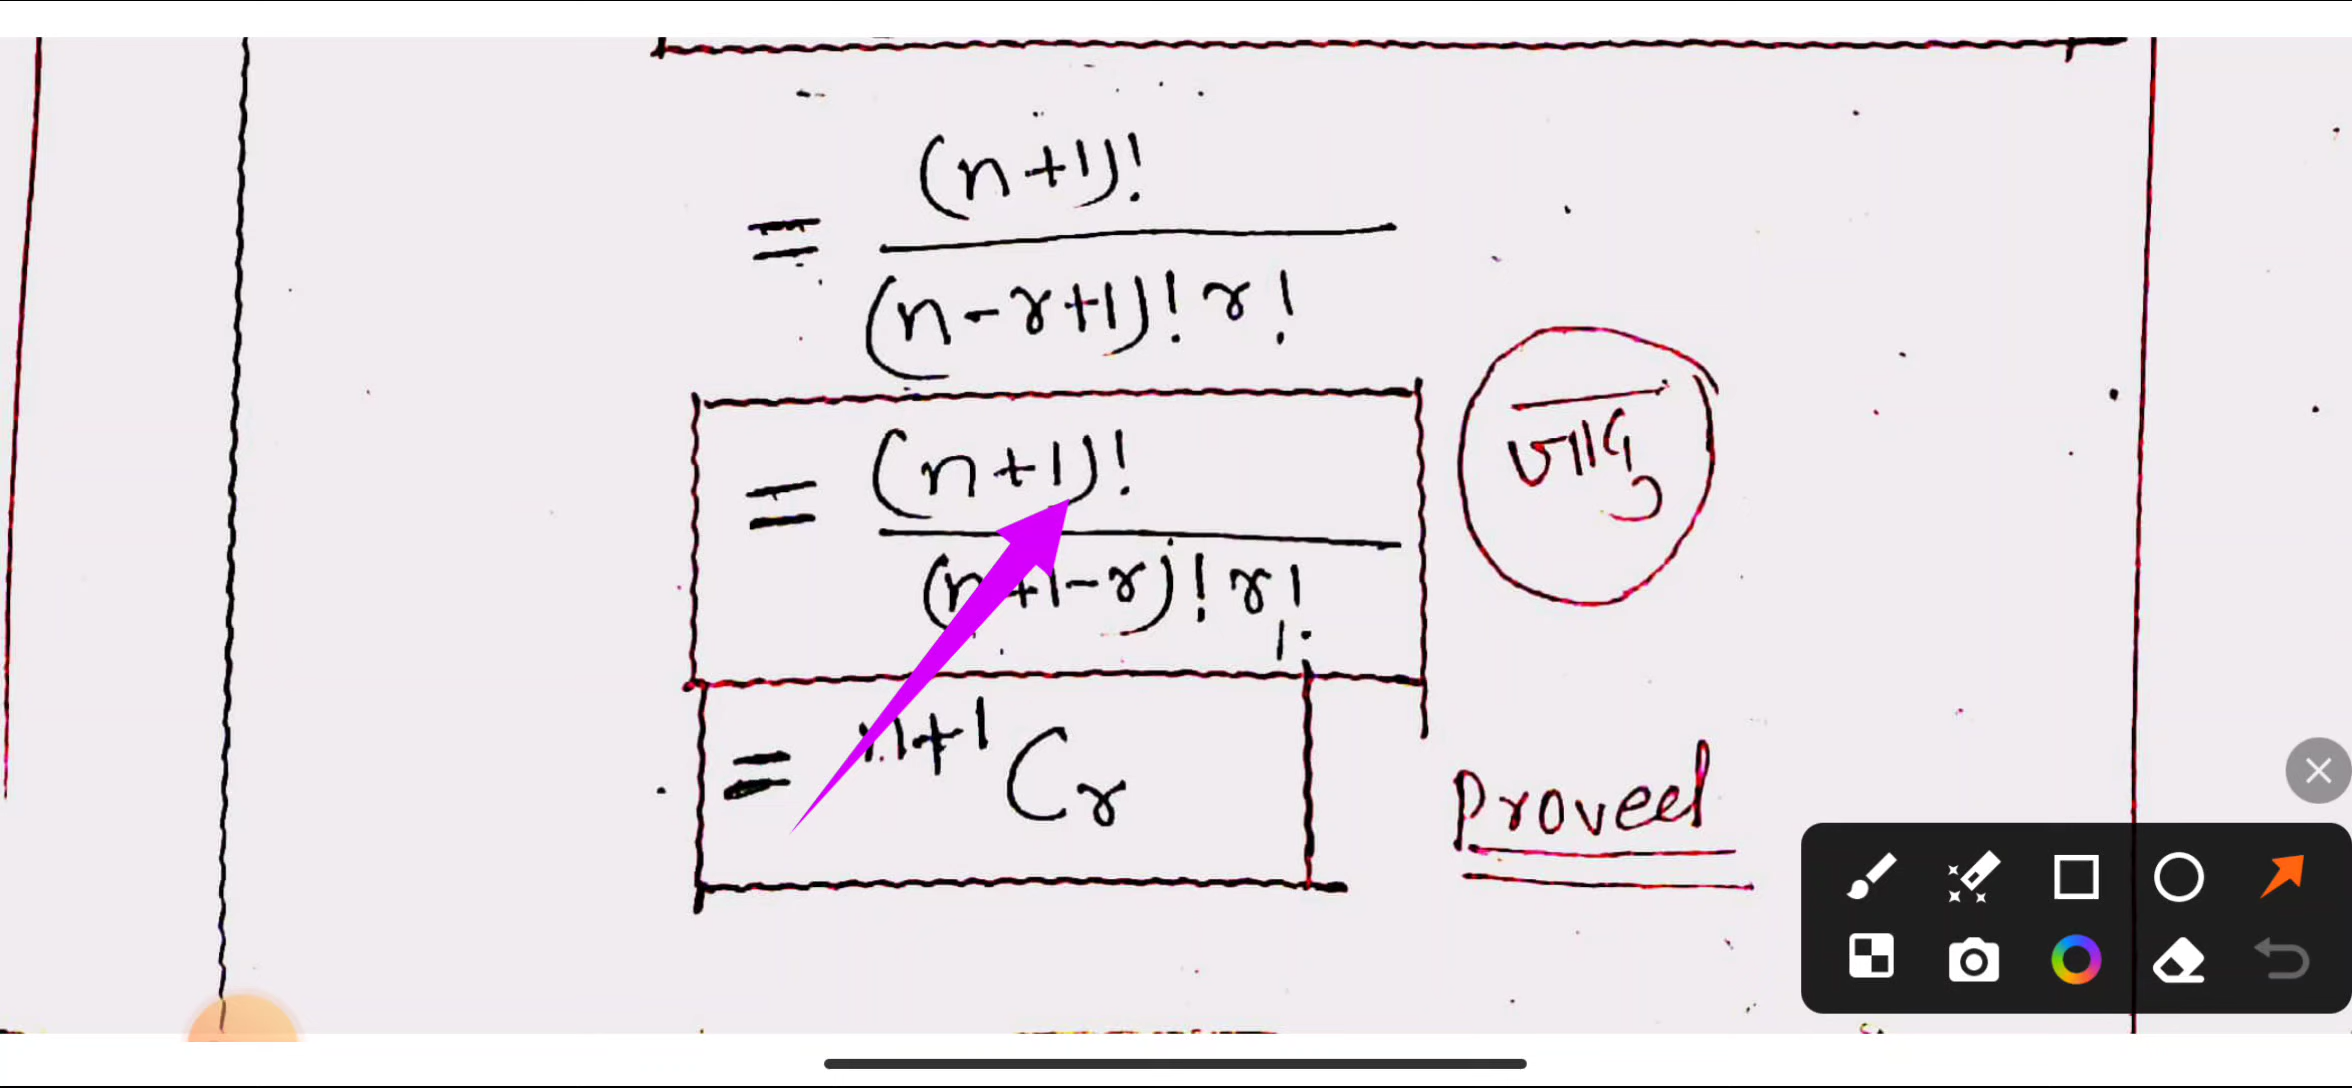 = (n+1)!
(n-r+1)! r!
= (n+1)!
(n+1-r)! r!
जादु
= n+1Cr
Proved